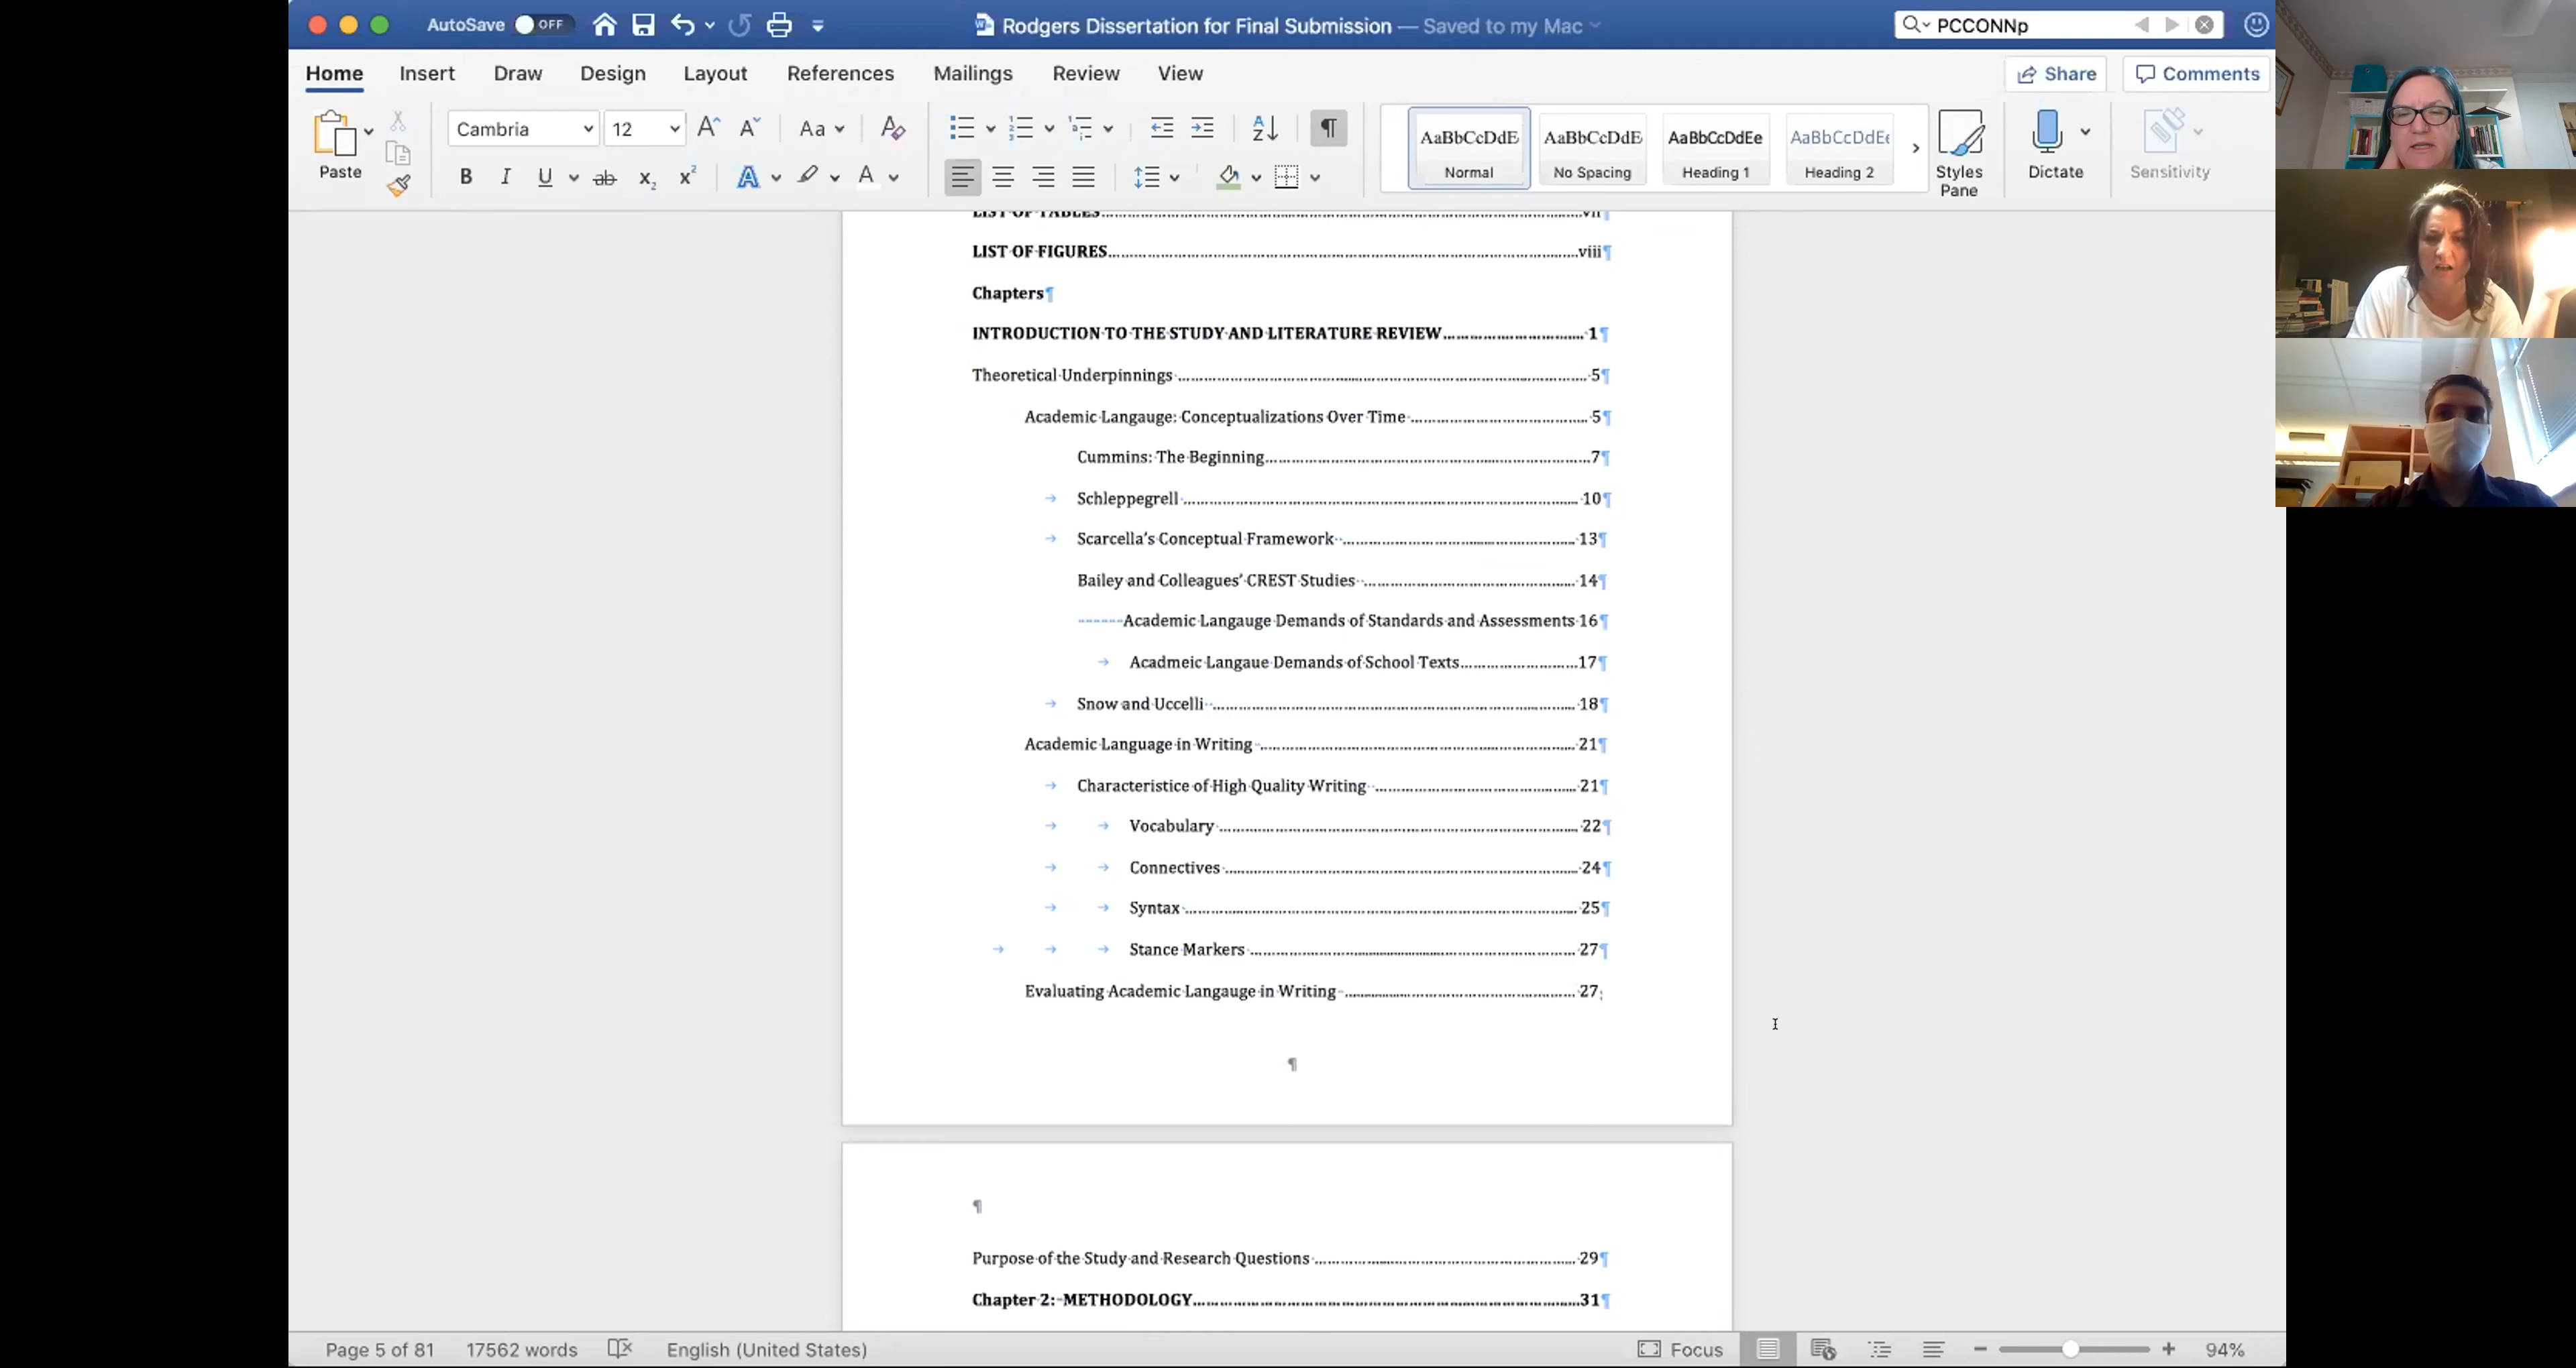 AutoSave OFF Rodgers Dissertation for Final Submission — Saved to my Mac PCCONNp
Home Insert Draw Design Layout References Mailings Review View Share Comments
Paste Cambria 12 Aa AaBbCcDdE Normal AaBbCcDdE No Spacing AaBbCcDdEe Heading 1 AaBbCcDdEe Heading 2 Styles Pane Dictate Sensitivity
LIST OF TABLES vii
LIST OF FIGURES viii
Chapters
INTRODUCTION TO THE STUDY AND LITERATURE REVIEW 1
Theoretical Underpinnings 5
Academic Langauge: Conceptualizations Over Time 5
Cummins: The Beginning 7
Schleppegrell 10
Scarcella's Conceptual Framework 13
Bailey and Colleagues' CREST Studies 14
Academic Langauge Demands of Standards and Assessments 16
Acadmeic Langaue Demands of School Texts 17
Snow and Uccelli 18
Academic Language in Writing 21
Characteristice of High Quality Writing 21
Vocabulary 22
Connectives 24
Syntax 25
Stance Markers 27
Evaluating Academic Langauge in Writing 27
Purpose of the Study and Research Questions 29
Chapter 2: METHODOLOGY 31
Page 5 of 81 17562 words English (United States) Focus 94%